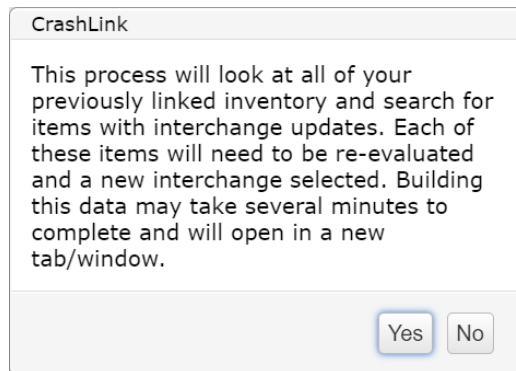 CrashLink
This process will look at all of your
previously linked inventory and search for
items with interchange updates. Each of
these items will need to be re-evaluated
and a new interchange selected. Building
this data may take several minutes to
complete and will open in a new
tab/window.
Yes No